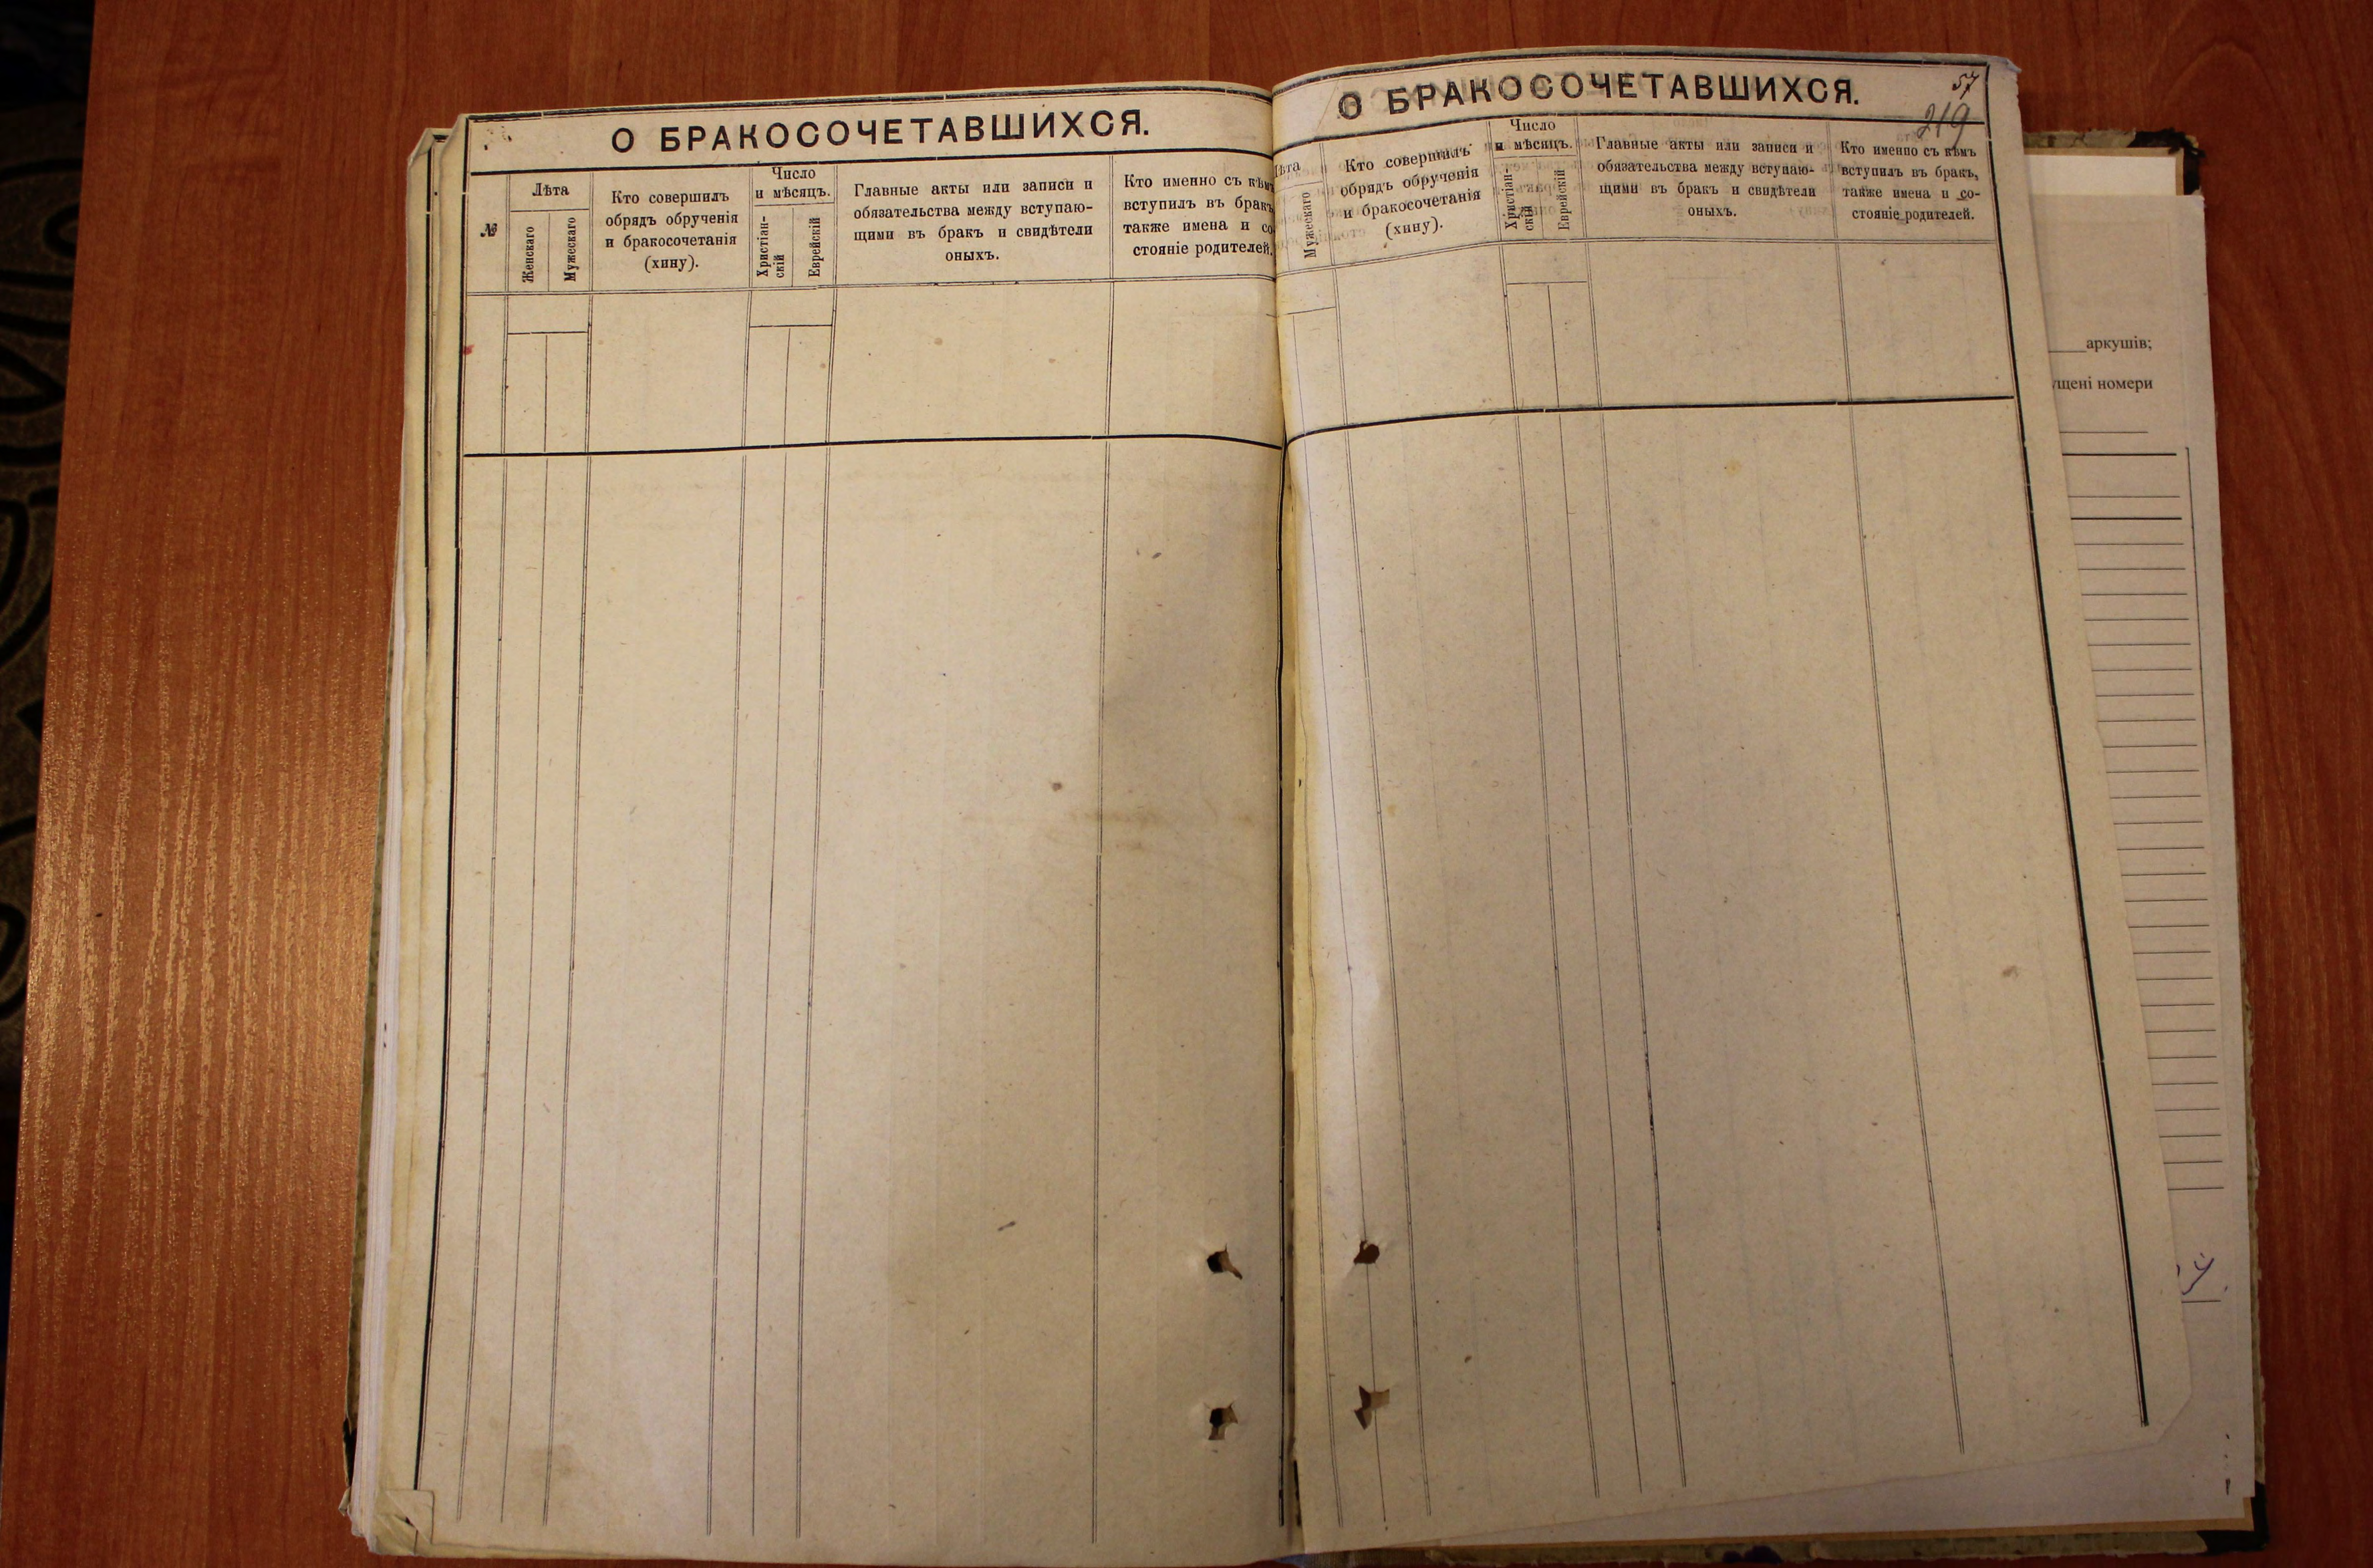 О БРАКОСОЧЕТАВШИХСЯ.
№
Лѣта
Женскаго
Мужескаго
Кто совершилъ
обрядъ обрученія
и бракосочетанія
(хину).
Число
и мѣсяцъ.
Христіан-
скій
Еврейскій
Главные акты или записи и
обязательства между вступаю-
щими въ бракъ и свидѣтели
оныхъ.
Кто именно съ кѣмъ
вступилъ въ бракъ
также имена и со
стояніе родителей.
О БРАКОСОЧЕТАВШИХСЯ.
57
219
Лѣта
Мужескаго
Кто совершилъ
обрядъ обрученія
и бракосочетанія
(хину).
Число
и мѣсяцъ.
Христіан-
скій
Еврейскій
Главные акты или записи и
обязательства между вступаю-
щими въ бракъ и свидѣтели
оныхъ.
Кто именно съ кѣмъ
вступилъ въ бракъ,
также имена и со-
стояніе родителей.
аркушів;
номери